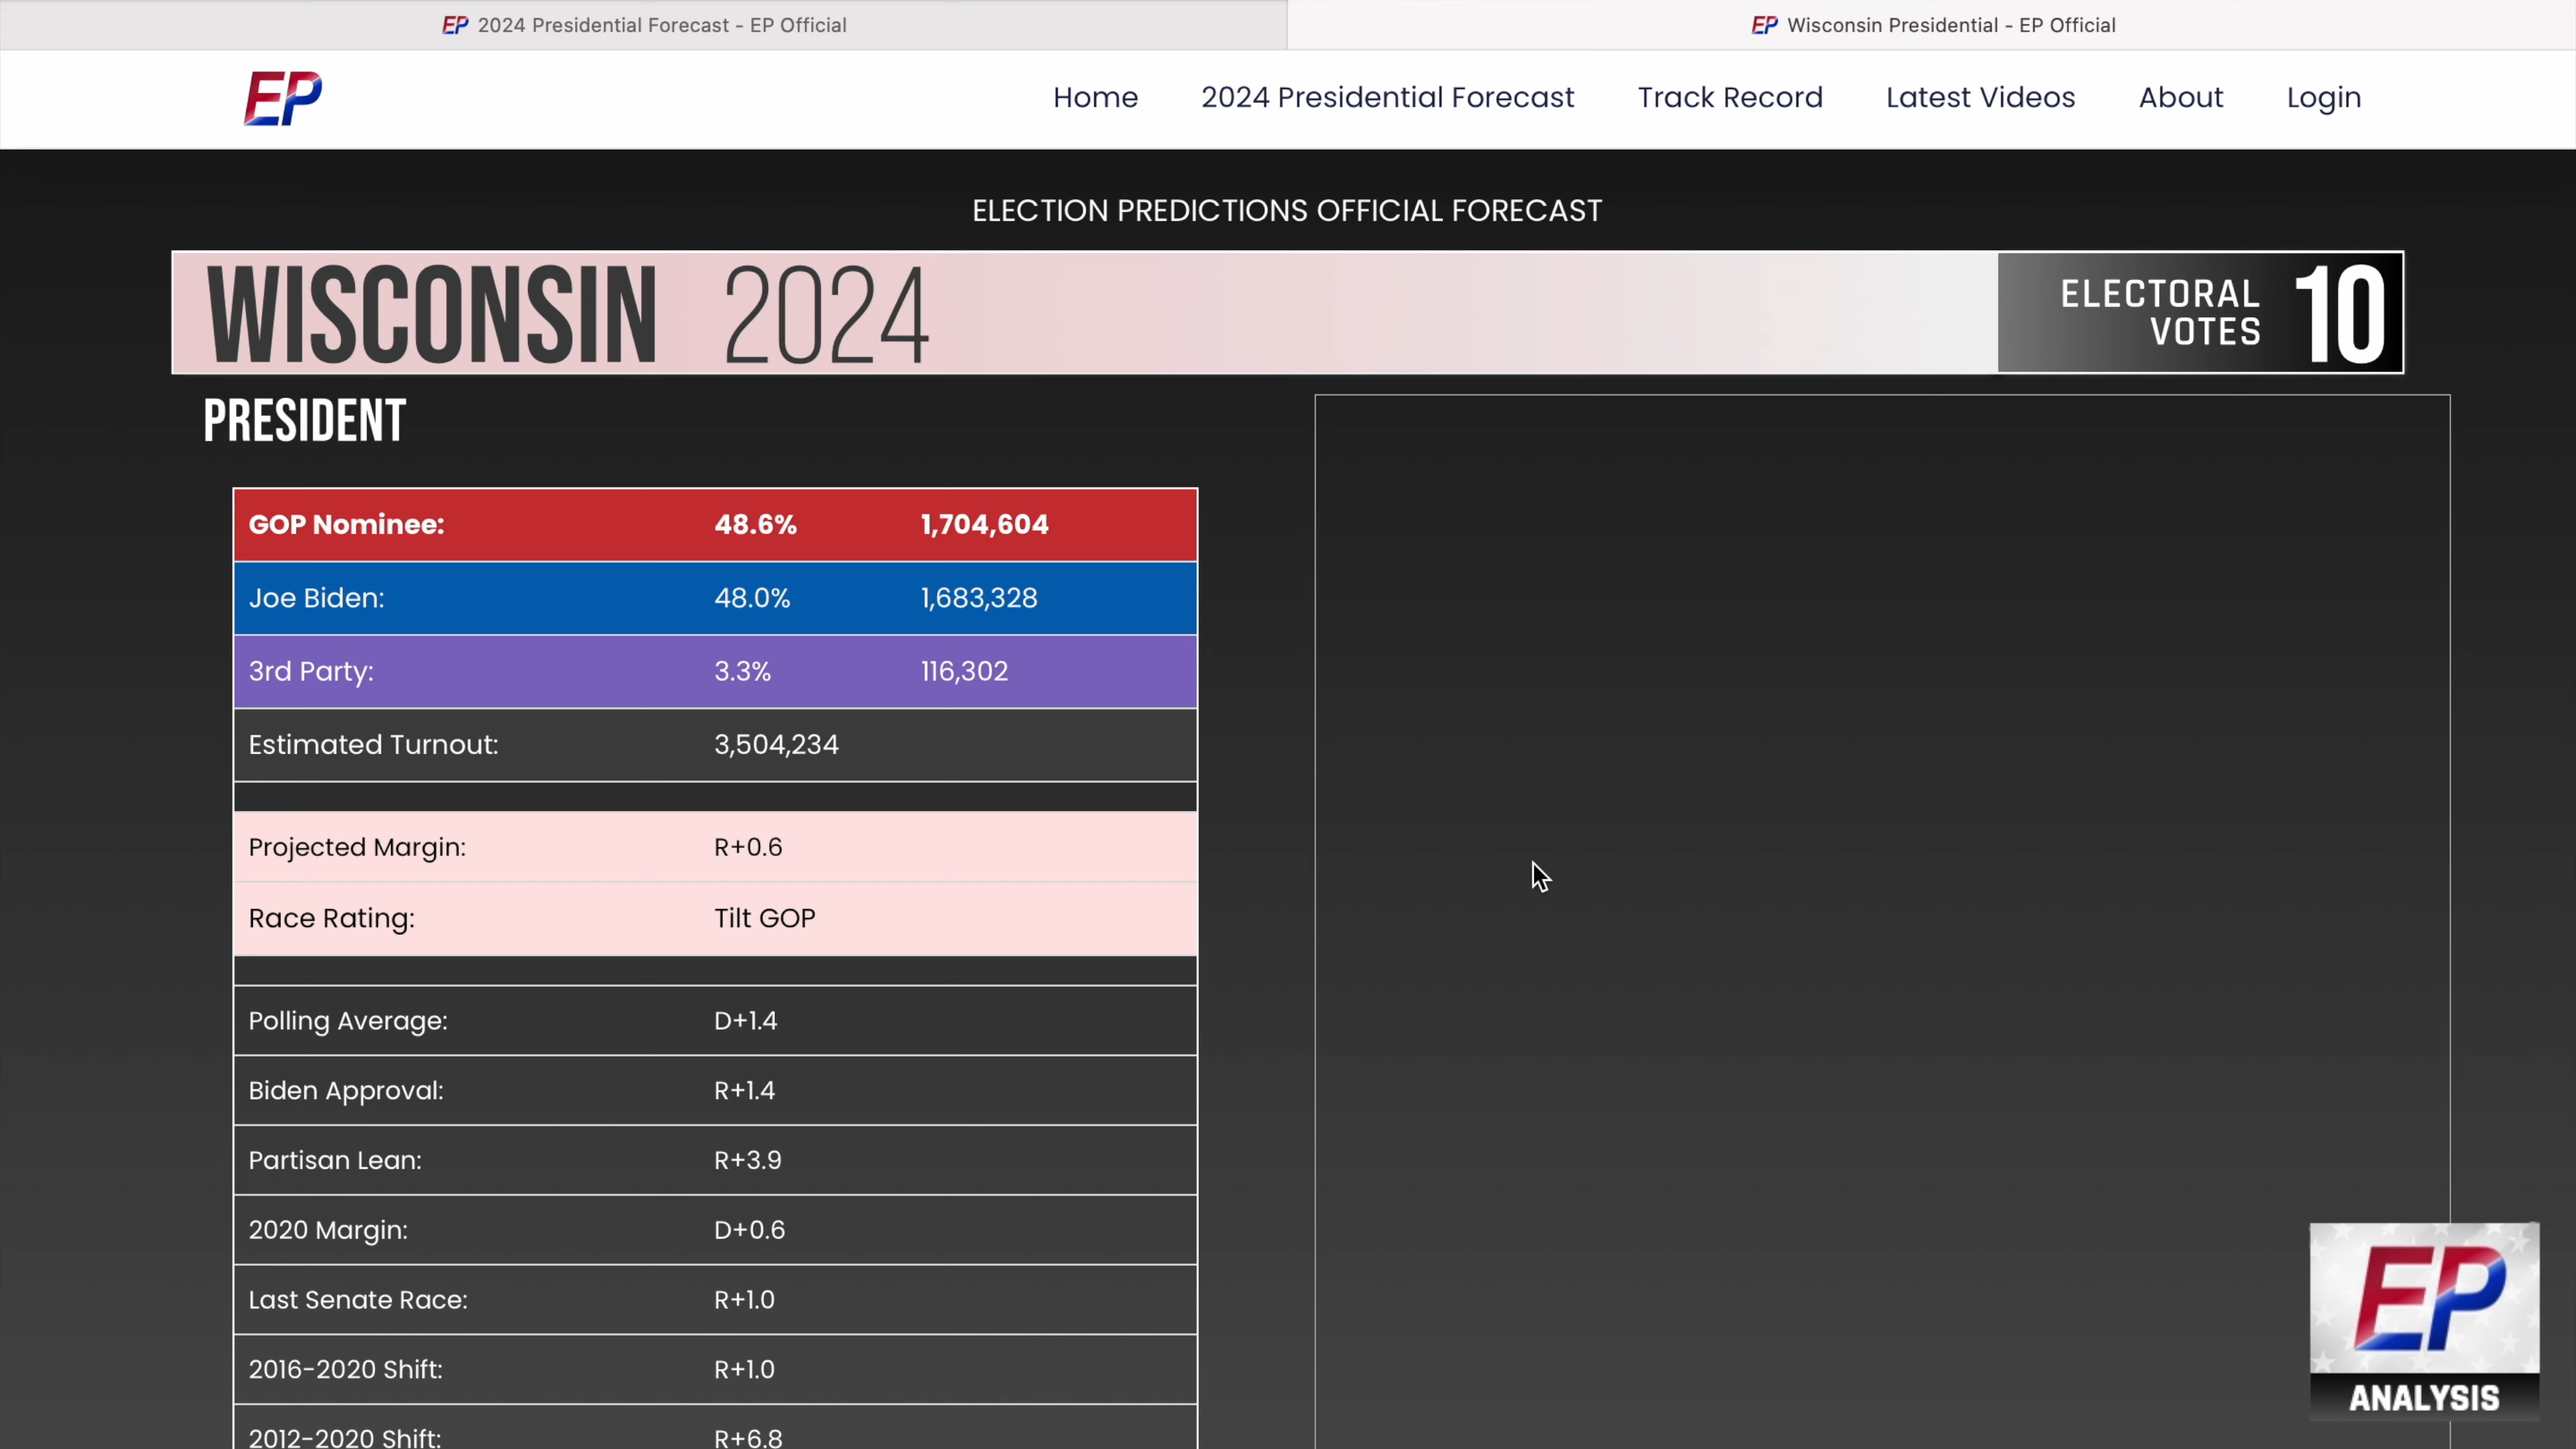 EP 2024 Presidential Forecast - EP Official
EP Wisconsin Presidential - EP Official
EP
Home 2024 Presidential Forecast Track Record Latest Videos About Login
ELECTION PREDICTIONS OFFICIAL FORECAST
WISCONSIN 2024
ELECTORAL VOTES 10
PRESIDENT
GOP Nominee: 48.6% 1,704,604
Joe Biden: 48.0% 1,683,328
3rd Party: 3.3% 116,302
Estimated Turnout: 3,504,234
Projected Margin: R+0.6
Race Rating: Tilt GOP
Polling Average: D+1.4
Biden Approval: R+1.4
Partisan Lean: R+3.9
2020 Margin: D+0.6
Last Senate Race: R+1.0
2016-2020 Shift: R+1.0
2012-2020 Shift: R+6.8
EP
ANALYSIS